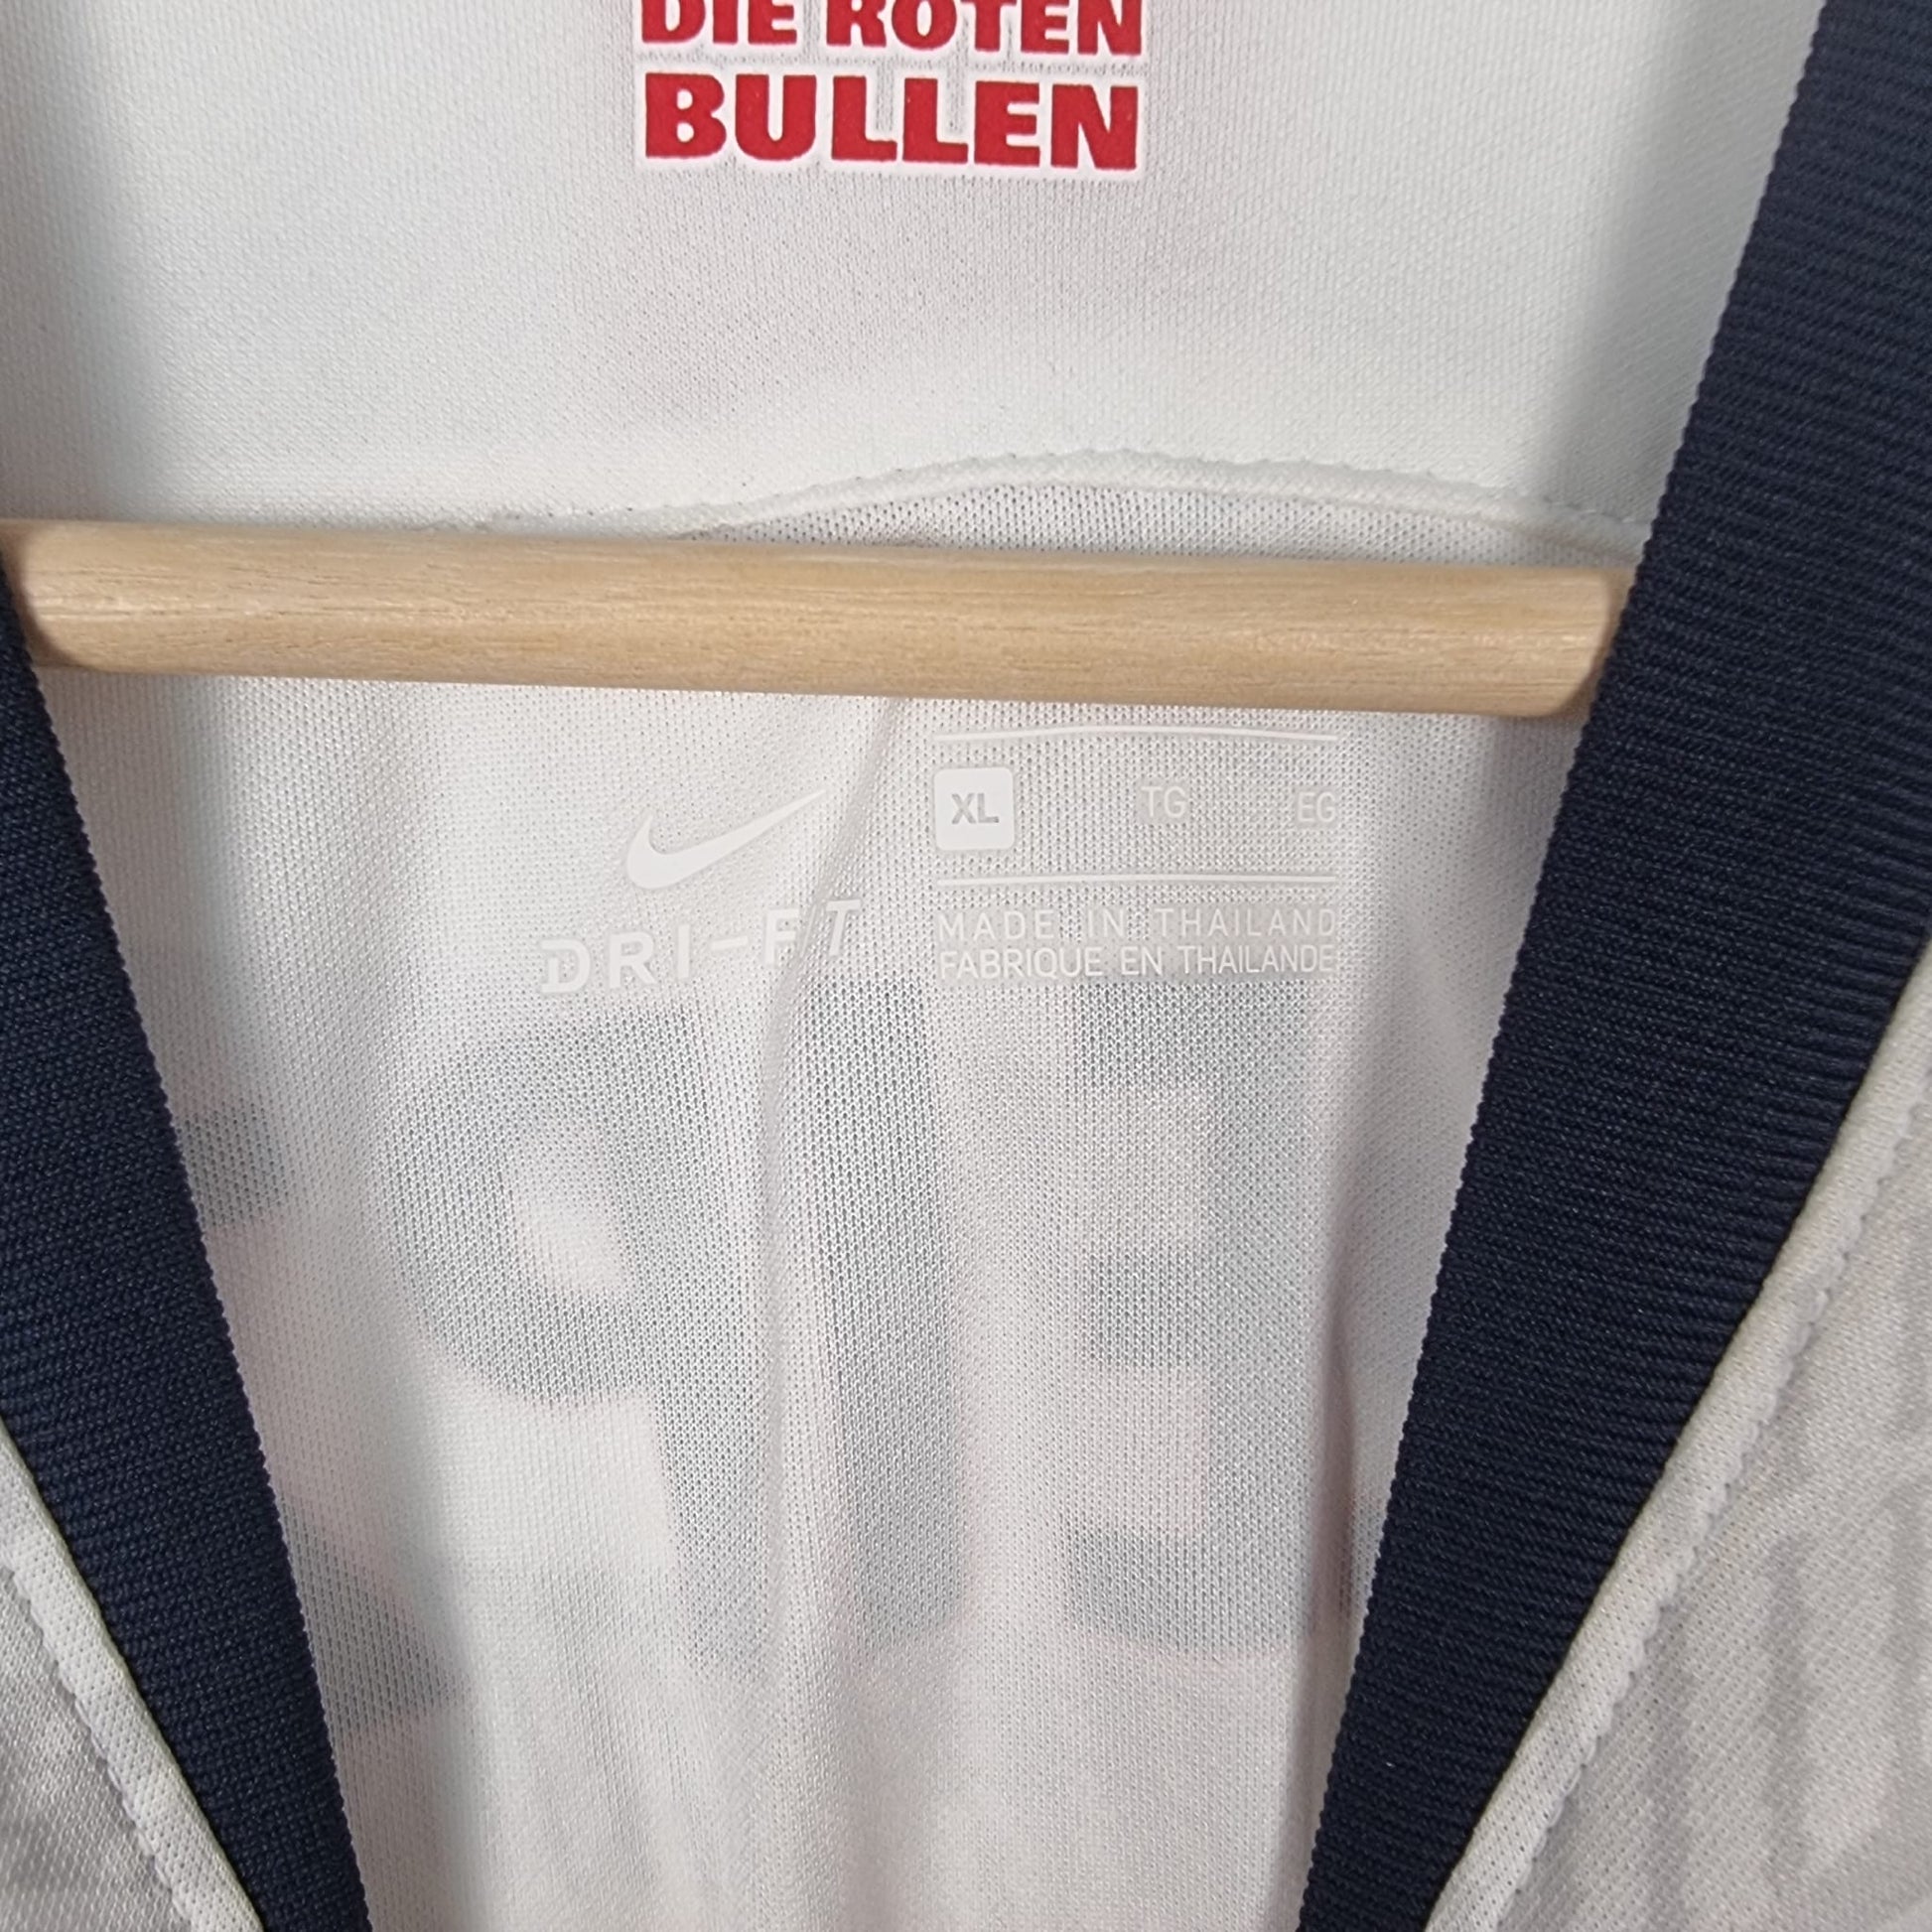 DIE ROTEN
BULLEN
XL TG EG
DRI-FIT
MADE IN THAILAND
FABRIQUE EN THAILANDE